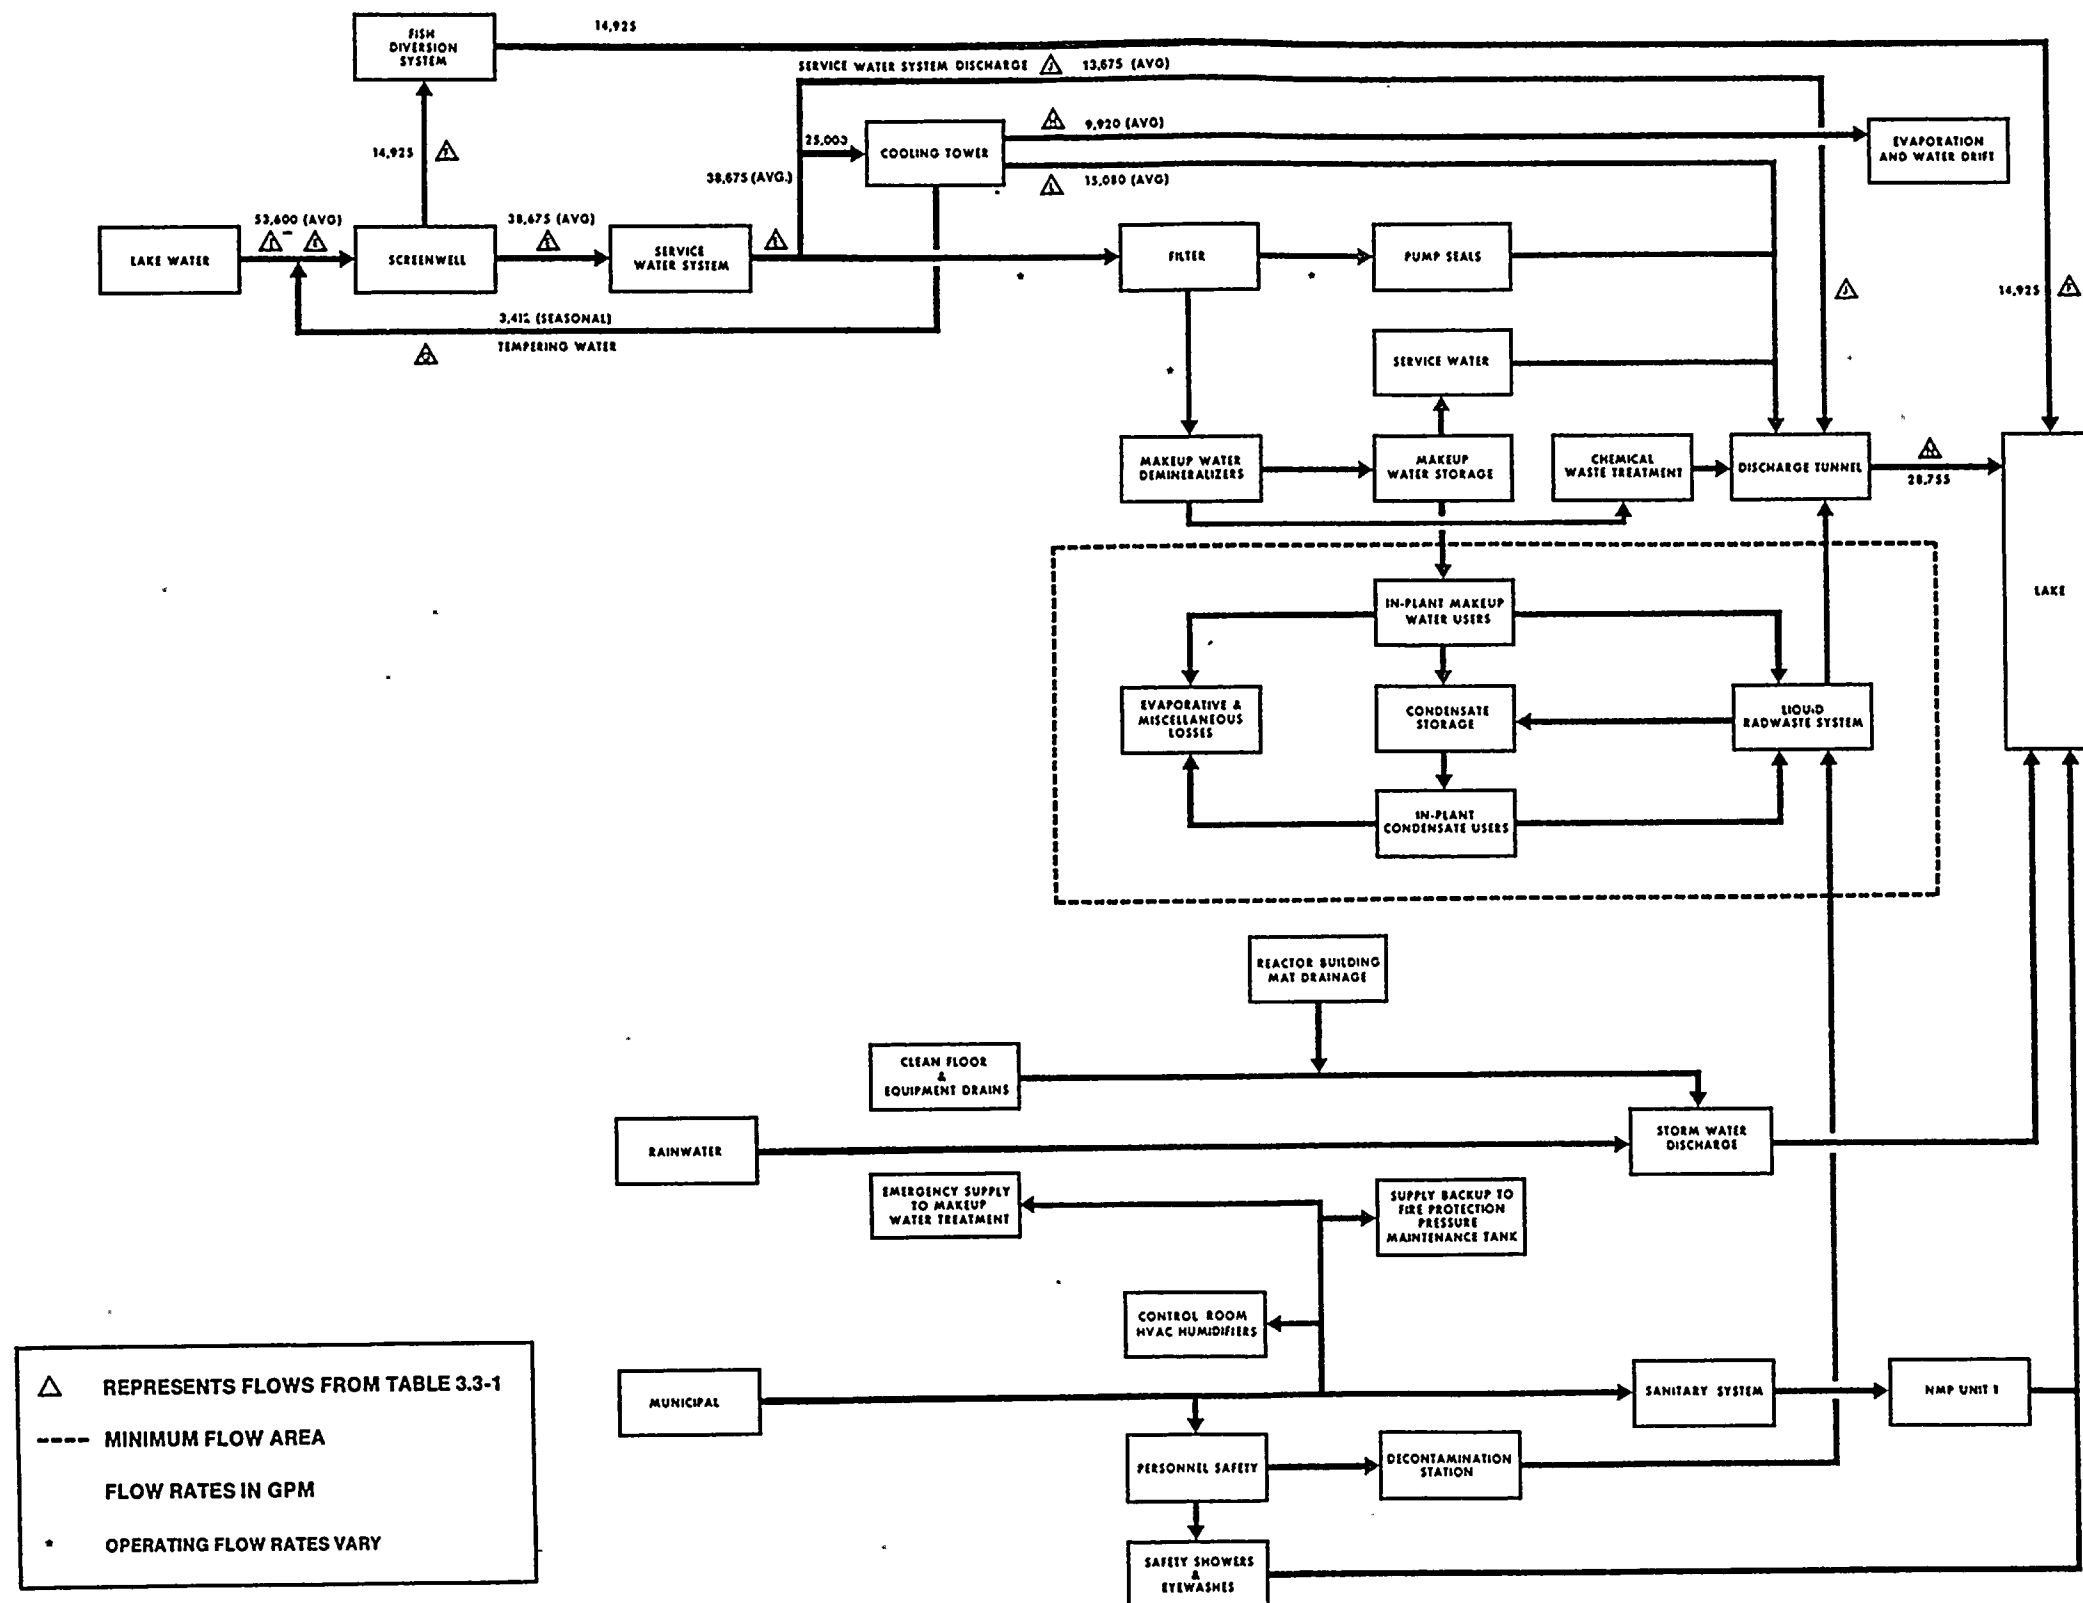 FISH
DIVERSION
SYSTEM
14,925
SERVICE WATER SYSTEM DISCHARGE J 13,675 (AVG)
14,925
25,000
COOLING TOWER
9,920 (AVG)
15,080 (AVG)
EVAPORATION
AND WATER DRIFT
38,675 (AVG.)
53,600 (AVG)
38,675 (AVG)
LAKE WATER
SCREENWELL
SERVICE
WATER SYSTEM
FILTER
PUMP SEALS
*
*
3,412 (SEASONAL)
TEMPERING WATER
J
14,925
SERVICE WATER
*
MAKEUP WATER
DEMINERALIZERS
MAKEUP
WATER STORAGE
CHEMICAL
WASTE TREATMENT
DISCHARGE TUNNEL
28,755
LAKE
IN-PLANT MAKEUP
WATER USERS
EVAPORATIVE &
MISCELLANEOUS
LOSSES
CONDENSATE
STORAGE
LIQUID
RADWASTE SYSTEM
IN-PLANT
CONDENSATE USERS
REACTOR BUILDING
MAT DRAINAGE
CLEAN FLOOR
&
EQUIPMENT DRAINS
RAINWATER
STORM WATER
DISCHARGE
EMERGENCY SUPPLY
TO MAKEUP
WATER TREATMENT
SUPPLY BACKUP TO
FIRE PROTECTION
PRESSURE
MAINTENANCE TANK
CONTROL ROOM
HVAC HUMIDIFIERS
MUNICIPAL
SANITARY SYSTEM
NMP UNIT 1
PERSONNEL SAFETY
DECONTAMINATION
STATION
SAFETY SHOWERS
&
EYEWASHES
REPRESENTS FLOWS FROM TABLE 3.3-1
MINIMUM FLOW AREA
FLOW RATES IN GPM
* OPERATING FLOW RATES VARY